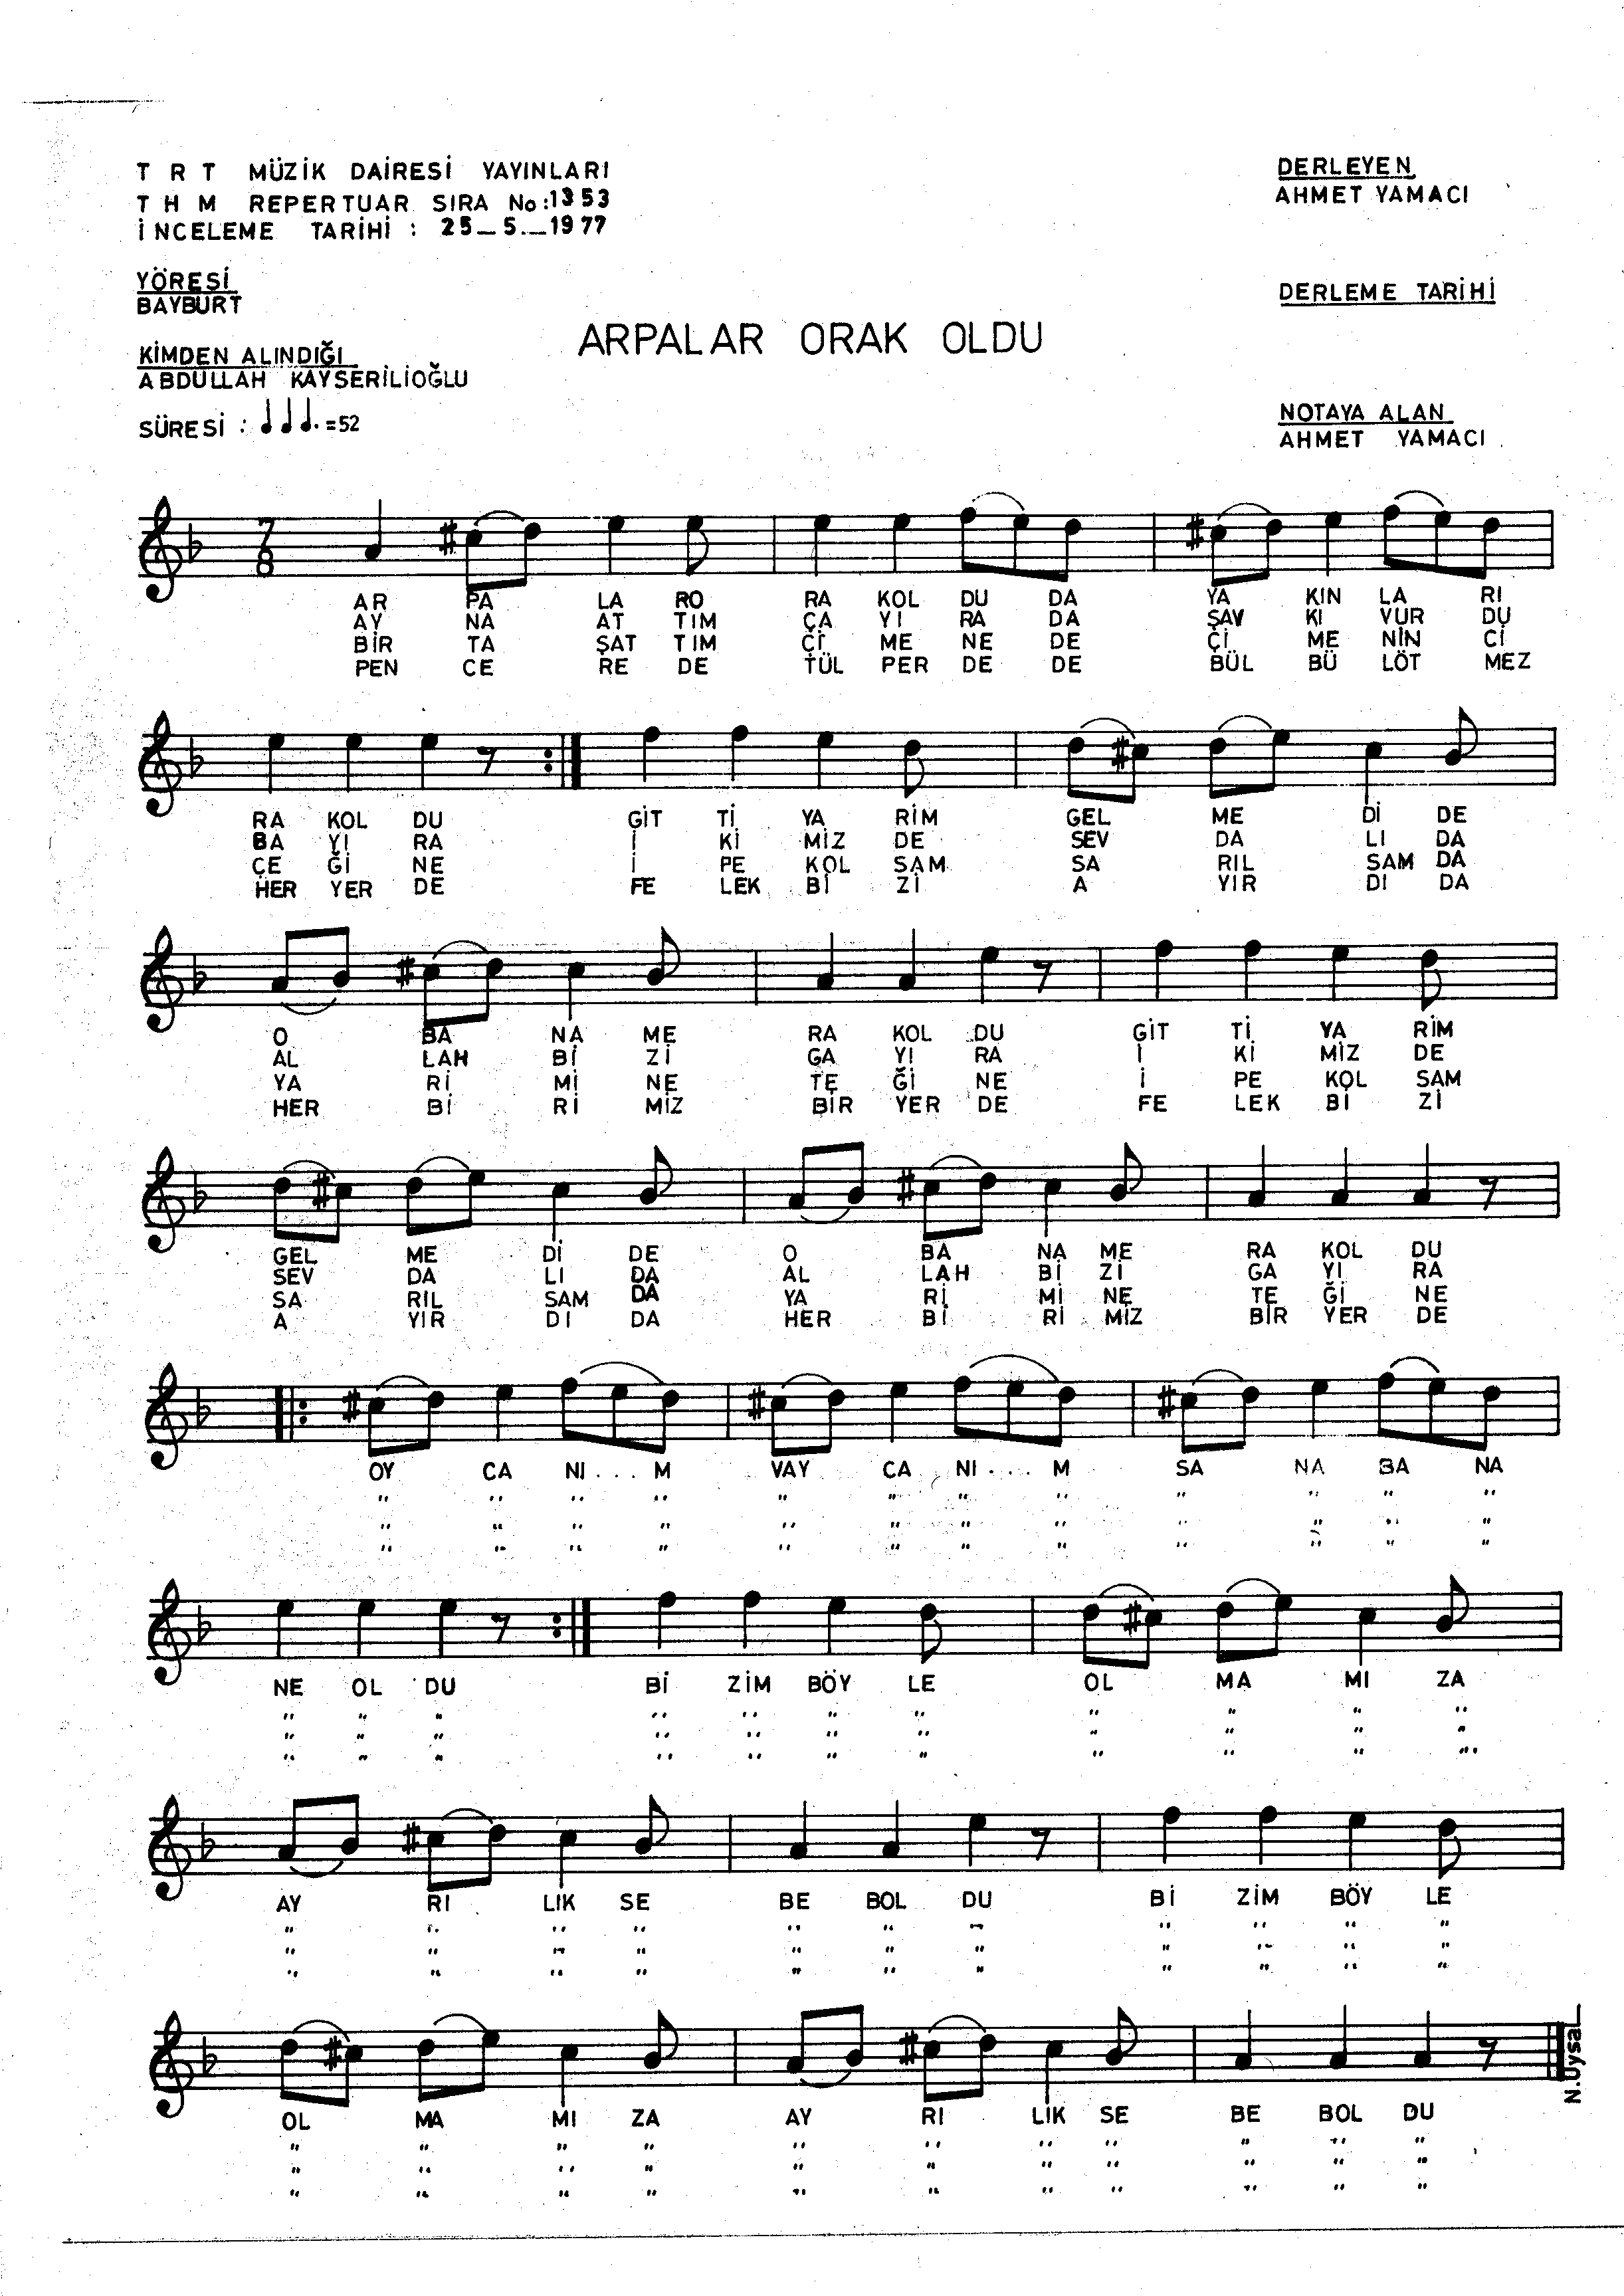 T R T MÜZİK DAİRESİ YAYINLARI
T H M REPERTUAR SIRA No:1353
İNCELEME TARİHİ : 25_5._1977
DERLEYEN
AHMET YAMACI
YÖRESİ
BAYBURT
DERLEME TARİHİ
ARPALAR ORAK OLDU
KİMDEN ALINDIĞI
ABDULLAH KAYSERİLİOĞLU
NOTAYA ALAN
AHMET YAMACI
SÜRESİ : ♩ ♩ ♩. =52
7
8
AR PA LA RO RA KOL DU DA YA KIN LA RI
AY NA AT TIM ÇA YI RA DA ŞAV KI VUR DU
BİR TA ŞAT TIM Çİ ME NE DE Çİ ME NİN Cİ
PEN CE RE DE TÜL PER DE DE BÜL BÜ LÖT MEZ
RA KOL DU GİT Tİ YA RİM GEL ME Dİ DE
BA YI RA İ Kİ MİZ DE SEV DA LI DA
ÇE Ğİ NE İ PE KOL SAM SA RIL SAM DA
HER YER DE FE LEK Bİ Zİ A YIR DI DA
O BA NA ME RA KOL DU GİT Tİ YA RİM
AL LAH Bİ Zİ GA YI RA İ Kİ MİZ DE
YA Rİ Mİ NE TE Ğİ NE İ PE KOL SAM
HER Bİ Rİ MİZ BİR YER DE FE LEK Bİ Zİ
GEL ME Dİ DE O BA NA ME RA KOL DU
SEV DA LI DA AL LAH Bİ Zİ GA YI RA
SA RIL SAM DA YA Rİ Mİ NE TE Ğİ NE
A YIR DI DA HER Bİ Rİ MİZ BİR YER DE
OY CA NI... M VAY CA NI... M SA NA BA NA
" " " " " " " " " " " "
" " " " " " " " " " " "
" " " " " " " " " " " "
NE OL DU Bİ ZİM BÖY LE OL MA MI ZA
" " " " " " " " " " "
" " " " " " " " " " "
" " " " " " " " " " "
AY RI LIK SE BE BOL DU Bİ ZİM BÖY LE
" " " " " " " " " " "
" " " " " " " " " " "
" " " " " " " " " " "
OL MA MI ZA AY RI LIK SE BE BOL DU
" " " " " " " " " " "
" " " " " " " " " " "
" " " " " " " " " " "
N.Uysal